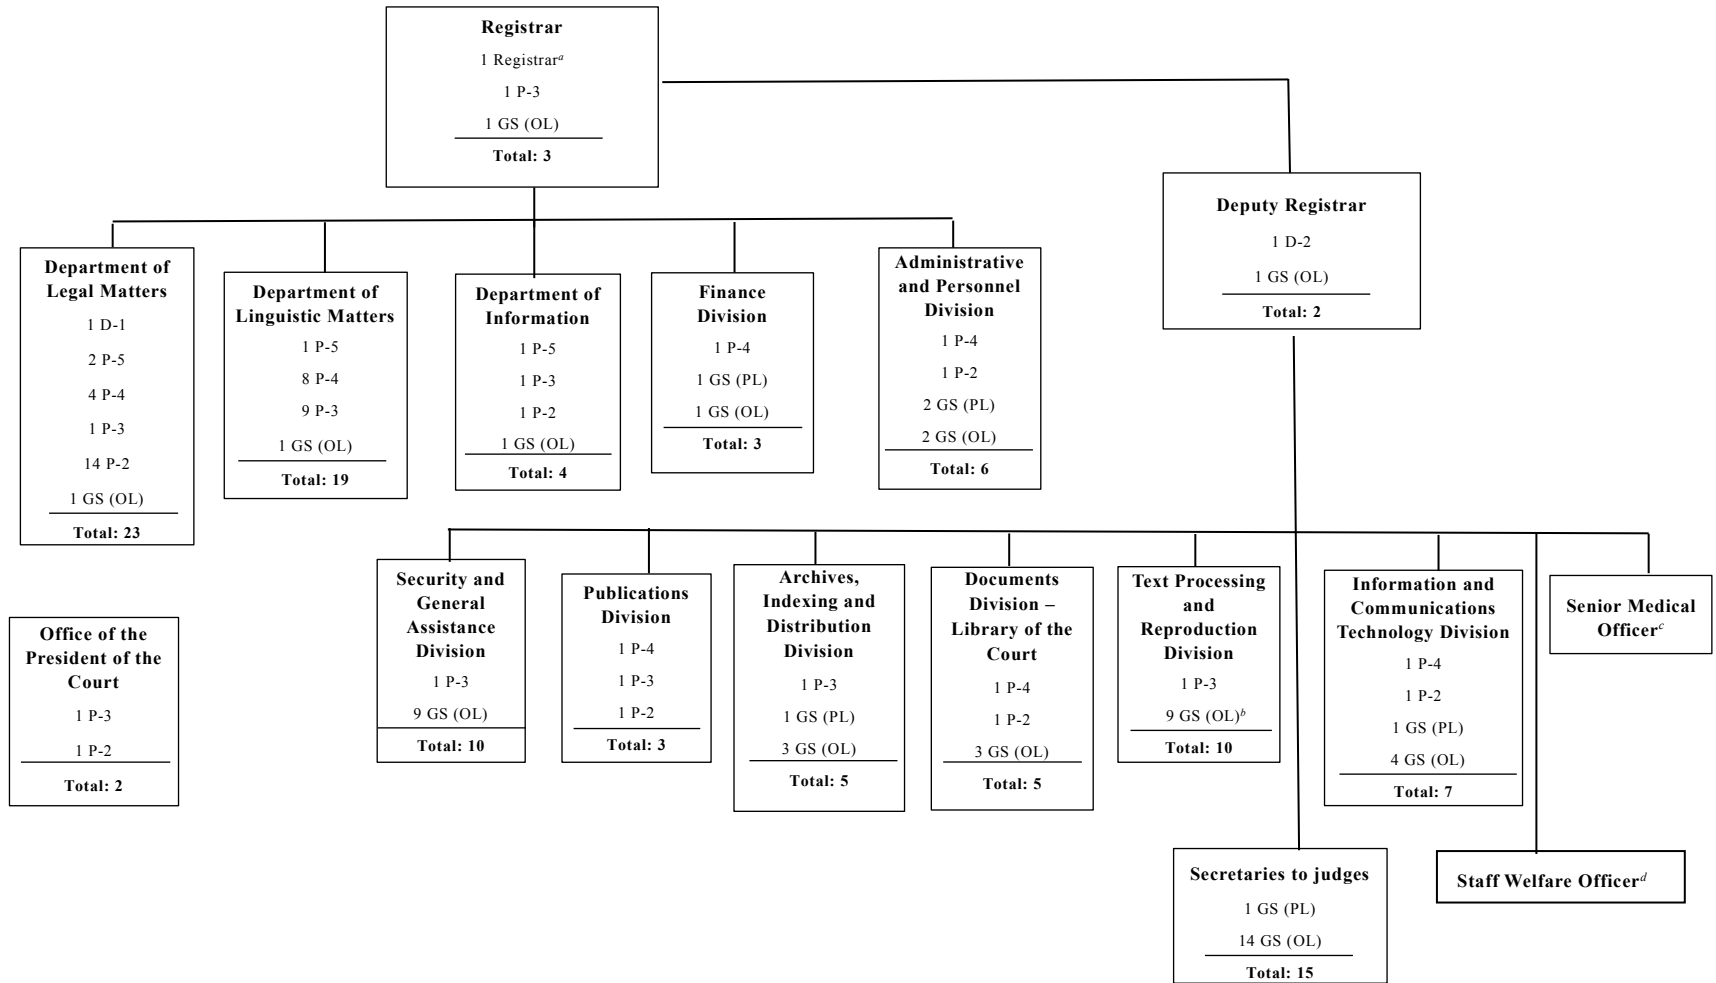 Registrar
1 Registrarᵃ
1 P-3
1 GS (OL)
Total: 3
Deputy Registrar
1 D-2
1 GS (OL)
Total: 2
Department of
Legal Matters
1 D-1
2 P-5
4 P-4
1 P-3
14 P-2
1 GS (OL)
Total: 23
Department of
Linguistic Matters
1 P-5
8 P-4
9 P-3
1 GS (OL)
Total: 19
Department of
Information
1 P-5
1 P-3
1 P-2
1 GS (OL)
Total: 4
Finance
Division
1 P-4
1 GS (PL)
1 GS (OL)
Total: 3
Administrative
and Personnel
Division
1 P-4
1 P-2
2 GS (PL)
2 GS (OL)
Total: 6
Office of the
President of the
Court
1 P-3
1 P-2
Total: 2
Security and
General
Assistance
Division
1 P-3
9 GS (OL)
Total: 10
Publications
Division
1 P-4
1 P-3
1 P-2
Total: 3
Archives,
Indexing and
Distribution
Division
1 P-3
1 GS (PL)
3 GS (OL)
Total: 5
Documents
Division –
Library of the
Court
1 P-4
1 P-2
3 GS (OL)
Total: 5
Text Processing
and
Reproduction
Division
1 P-3
9 GS (OL)ᵇ
Total: 10
Information and
Communications
Technology Division
1 P-4
1 P-2
1 GS (PL)
4 GS (OL)
Total: 7
Senior Medical
Officerᶜ
Secretaries to judges
1 GS (PL)
14 GS (OL)
Total: 15
Staff Welfare Officerᵈ